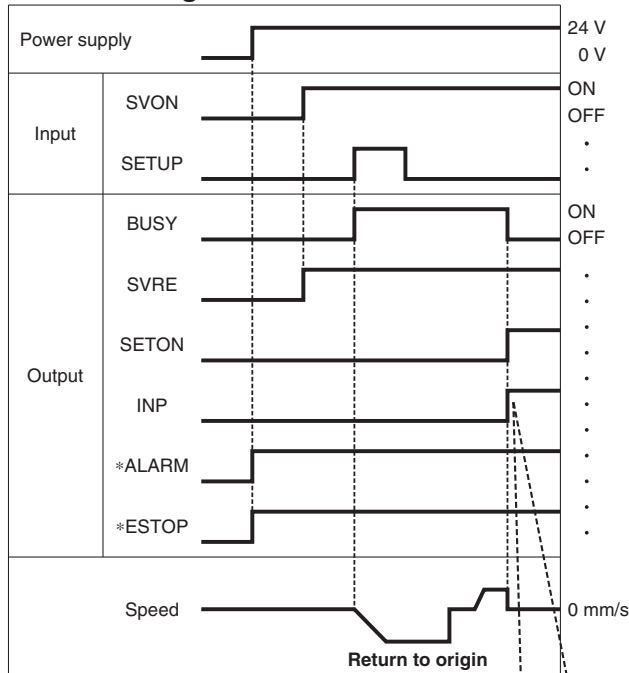 Power supply
24 V
0 V
Input
SVON
ON
OFF
SETUP
Output
BUSY
ON
OFF
SVRE
SETON
INP
*ALARM
*ESTOP
Speed
0 mm/s
Return to origin